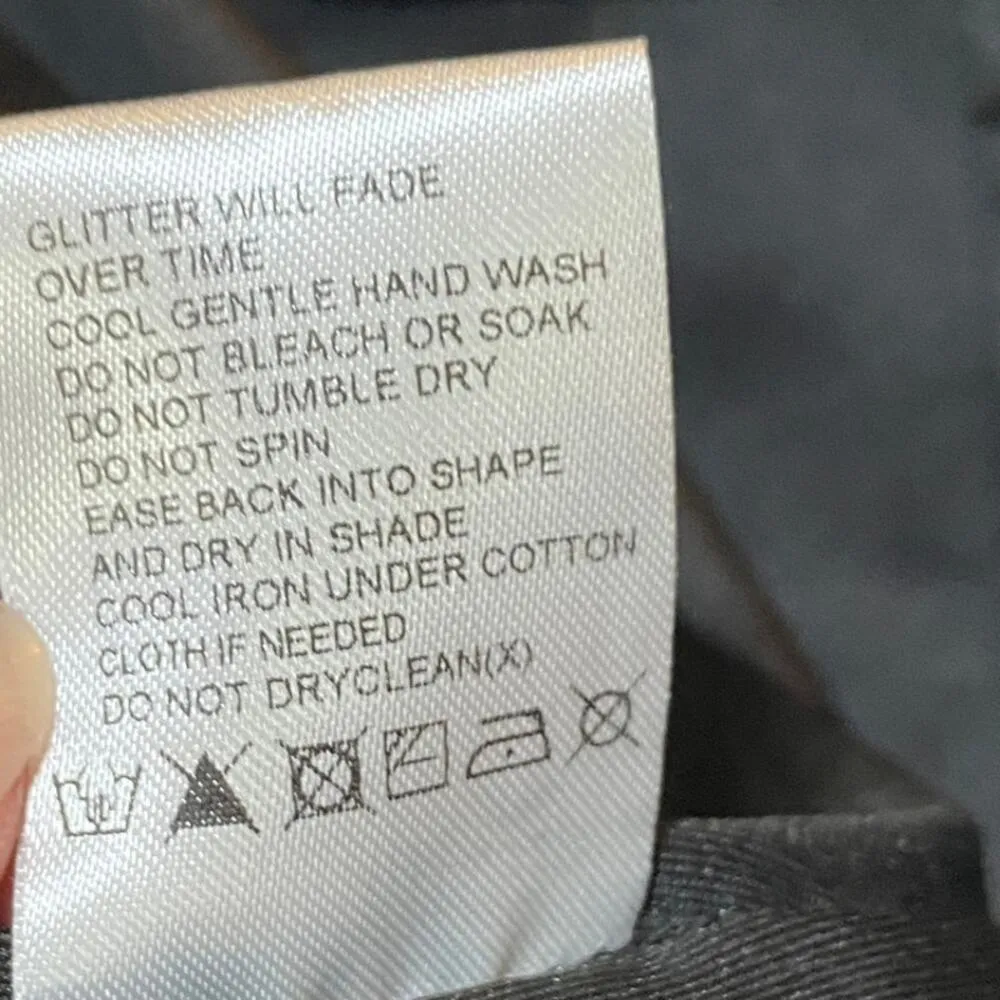 GLITTER WILL FADE
OVER TIME
COOL GENTLE HAND WASH
DO NOT BLEACH OR SOAK
DO NOT TUMBLE DRY
DO NOT SPIN
EASE BACK INTO SHAPE
AND DRY IN SHADE
COOL IRON UNDER COTTON
CLOTH IF NEEDED
DO NOT DRYCLEAN(X)